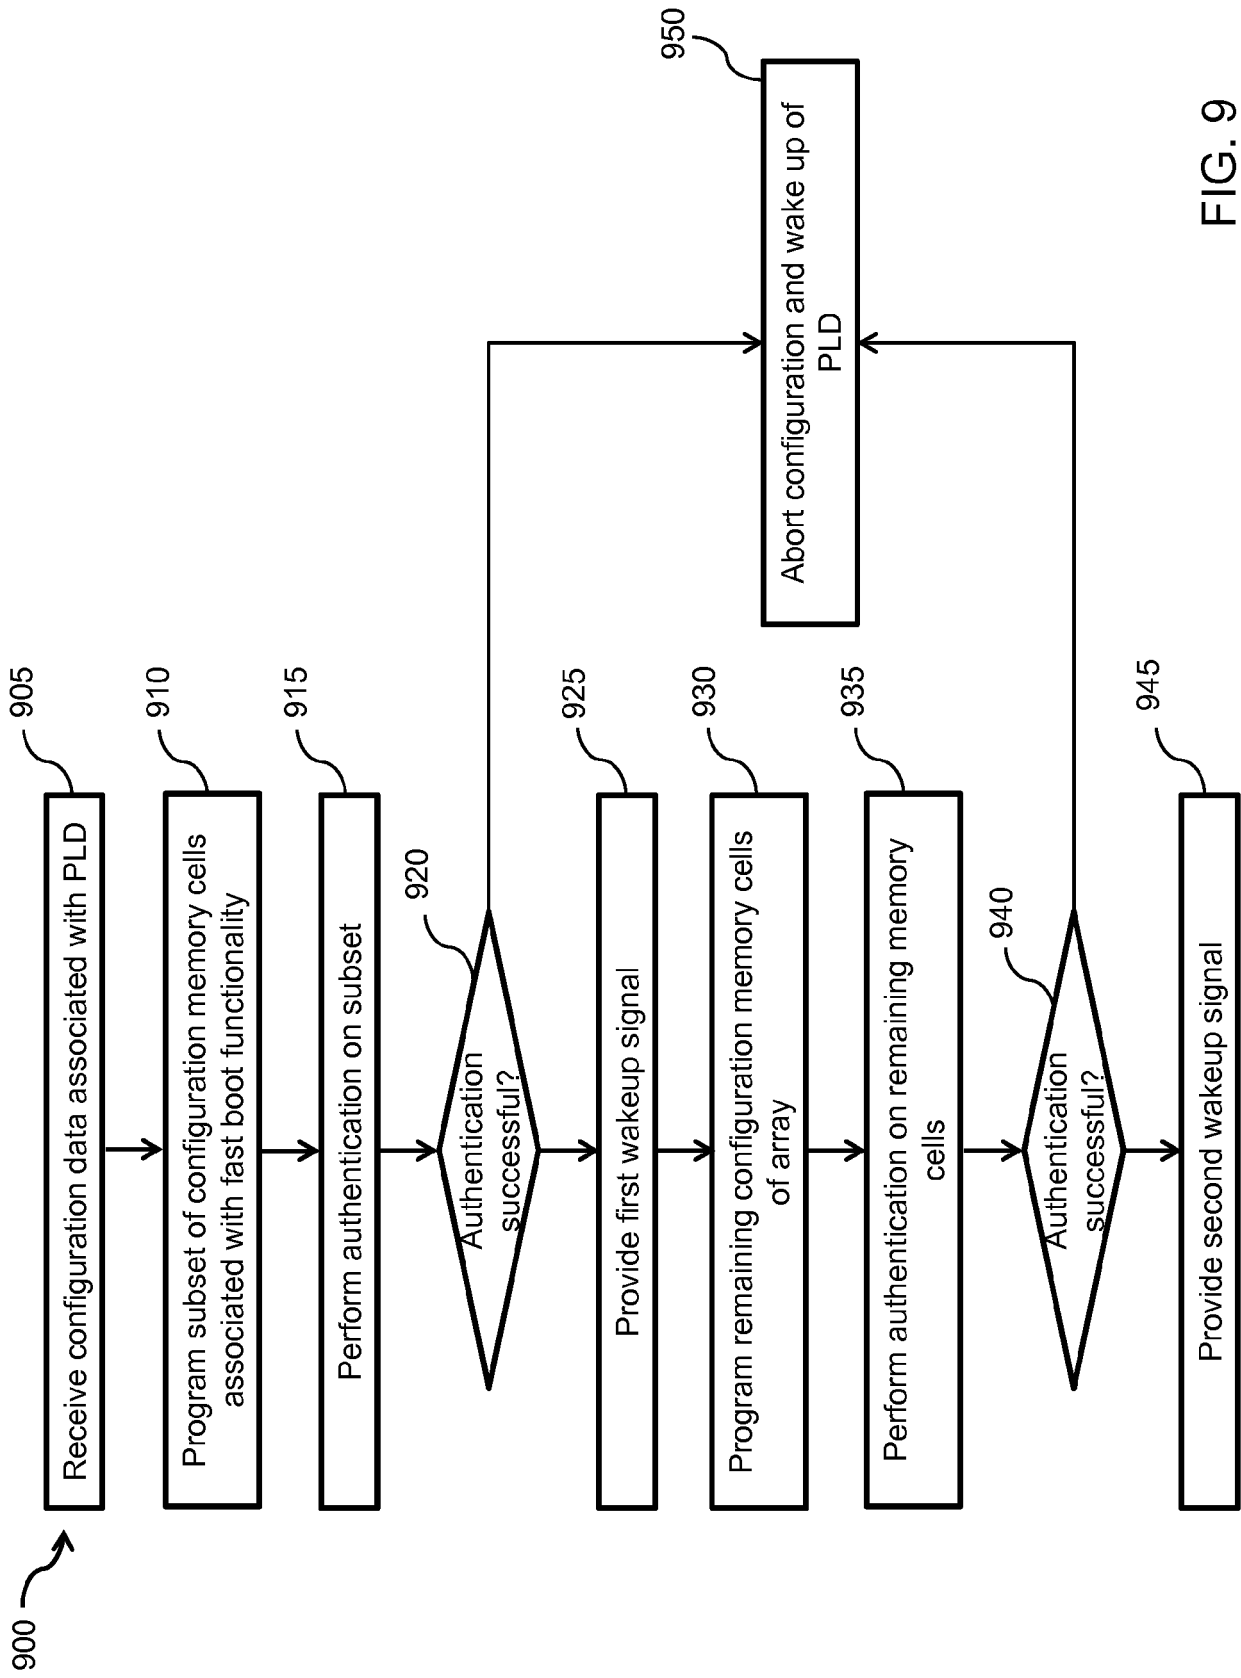 900
905
Receive configuration data associated with PLD
910
Program subset of configuration memory cells
associated with fast boot functionality
915
Perform authentication on subset
920
Authentication
successful?
925
Provide first wakeup signal
930
Program remaining configuration memory cells
of array
935
Perform authentication on remaining memory
cells
940
Authentication
successful?
945
Provide second wakeup signal
950
Abort configuration and wake up of
PLD
FIG. 9